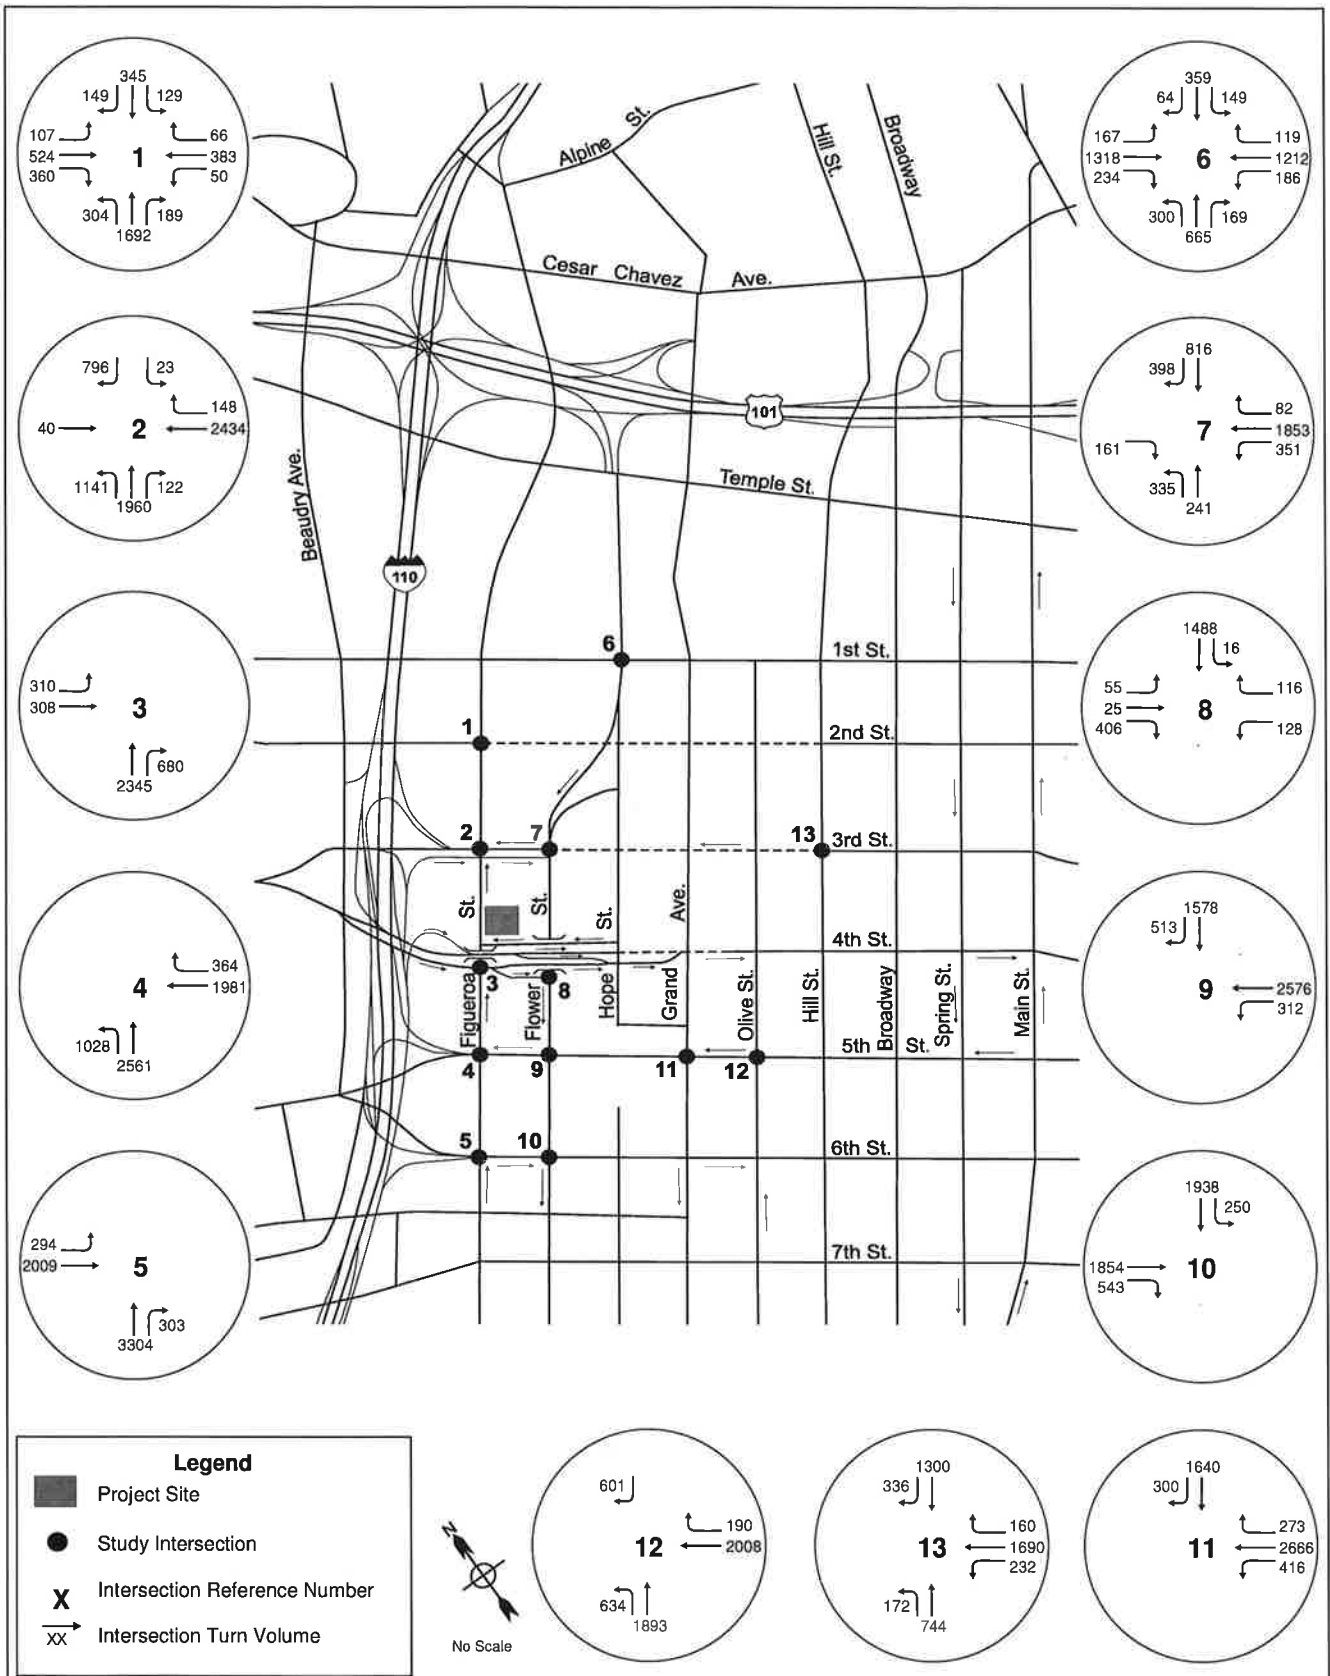 345
149 129
107 66
524 1 383
360 50
304 189
1692
796 23
148
40 2 2434
1141 122
1960
310
308 3
680
2345
364
4 1981
1028
2561
294
2009 5
303
3304
359
64 149
167 119
1318 6 1212
234 186
300 169
665
816
398
82
7 1853
161 351
335
241
1488
16
55 116
25 8
406 128
1578
513
9 2576
312
1938
250
1854 10
543
Alpine St.
Hill St.
Broadway
Cesar Chavez Ave.
101
Temple St.
Beaudry Ave.
110
6
1st St.
1
2nd St.
2 7 13
3rd St.
Figueroa St.
Flower St.
Hope St.
Grand Ave.
4th St.
3 8
Olive St.
Hill St.
Broadway
Spring St.
Main St.
5th St.
4 9 11 12
5 10
6th St.
7th St.
Legend
Project Site
Study Intersection
X Intersection Reference Number
XX Intersection Turn Volume
N
No Scale
601
190
12 2008
634
1893
1300
336
160
13 1690
232
172
744
1640
300
273
11 2666
416